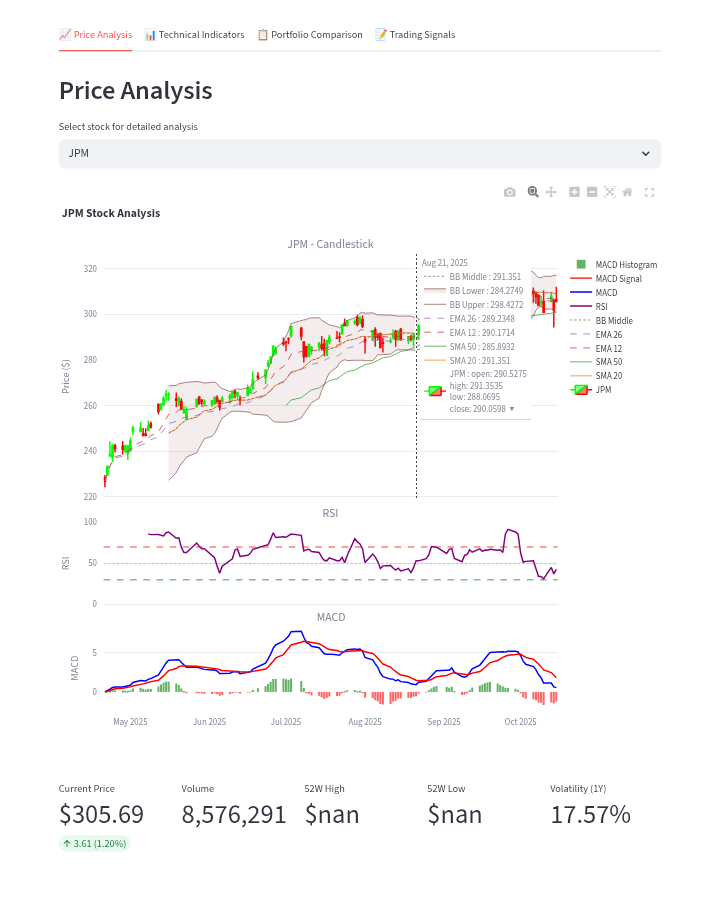 📈 Price Analysis
📊 Technical Indicators
📋 Portfolio Comparison
📝 Trading Signals
Price Analysis
Select stock for detailed analysis
JPM
JPM Stock Analysis
JPM - Candlestick
Price ($)
320
300
280
260
240
220
Aug 21, 2025
BB Middle : 291.351
BB Lower : 284.2749
BB Upper : 298.4272
EMA 26 : 289.2348
EMA 12 : 290.1714
SMA 50 : 285.8932
SMA 20 : 291.351
JPM : open: 290.5275
high: 291.3535
low: 288.0695
close: 290.0598 ▼
MACD Histogram
MACD Signal
MACD
RSI
BB Middle
EMA 26
EMA 12
SMA 50
SMA 20
JPM
RSI
RSI
100
50
0
MACD
MACD
5
0
May 2025
Jun 2025
Jul 2025
Aug 2025
Sep 2025
Oct 2025
Current Price
$305.69
↑ 3.61 (1.20%)
Volume
8,576,291
52W High
$nan
52W Low
$nan
Volatility (1Y)
17.57%